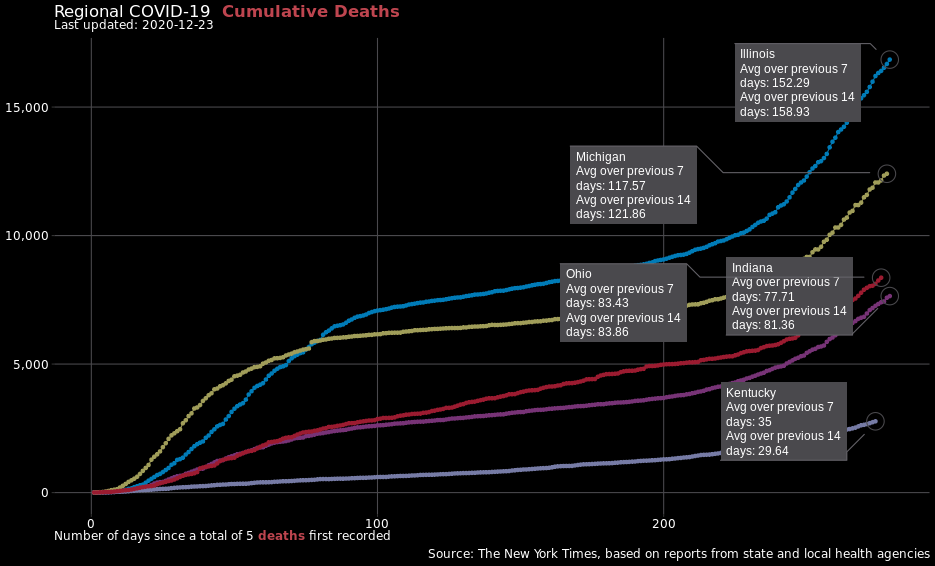 Regional COVID-19 Cumulative Deaths
Last updated: 2020-12-23
Illinois
Avg over previous 7
days: 152.29
Avg over previous 14
days: 158.93
15,000
Michigan
Avg over previous 7
days: 117.57
Avg over previous 14
days: 121.86
10,000
Ohio
Avg over previous 7
days: 83.43
Avg over previous 14
days: 83.86
Indiana
Avg over previous 7
days: 77.71
Avg over previous 14
days: 81.36
5,000
Kentucky
Avg over previous 7
days: 35
Avg over previous 14
days: 29.64
0
0 100 200
Number of days since a total of 5 deaths first recorded
Source: The New York Times, based on reports from state and local health agencies